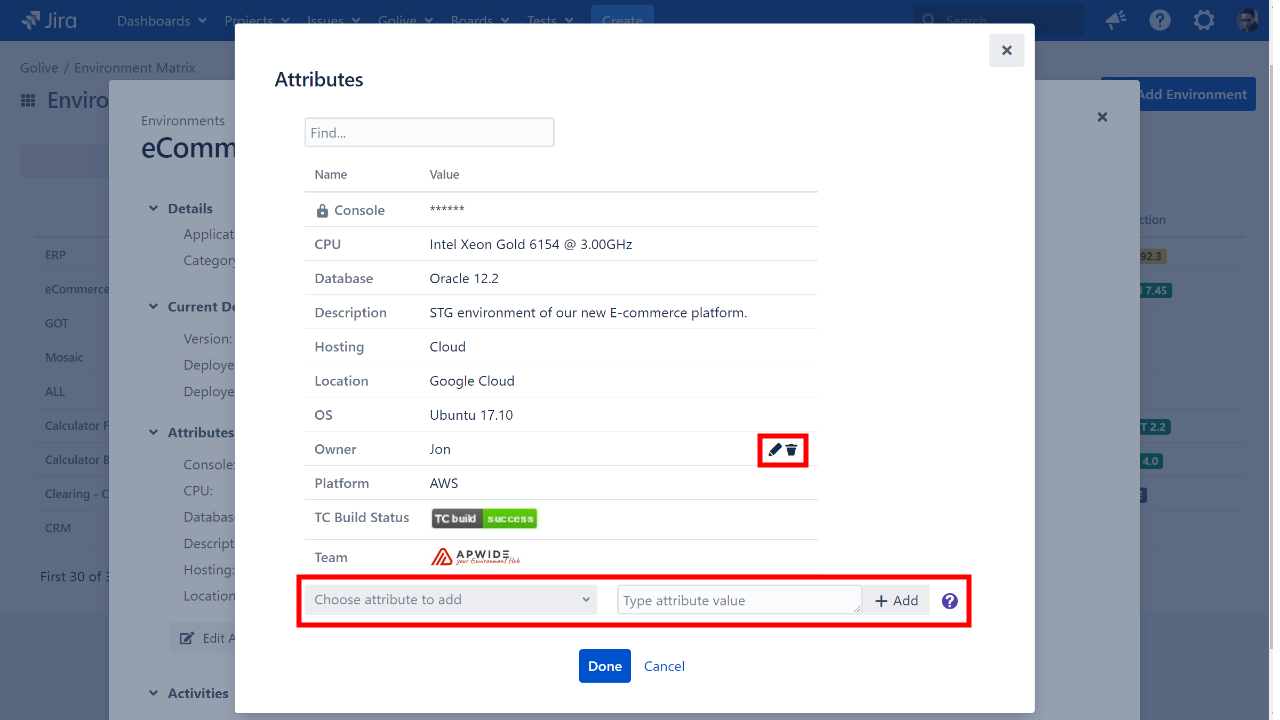 Jira Dashboards Projects Issues Golive Boards Tests Create Search
Golive / Environment Matrix
Enviro
Add Environment
Environments
eComm
Details
Applicat
Category
Current De
Version:
Deploye
Deploye
Attributes
Console:
CPU:
Databas
Descript
Hosting:
Location
Edit A
Activities
ERP
eCommerce
GOT
Mosaic
ALL
Calculator F
Calculator B
Clearing - C
CRM
First 30 of 3
ction
92.3
7.45
T 2.2
4.0
Attributes
Find...
Name Value
Console ******
CPU Intel Xeon Gold 6154 @ 3.00GHz
Database Oracle 12.2
Description STG environment of our new E-commerce platform.
Hosting Cloud
Location Google Cloud
OS Ubuntu 17.10
Owner Jon
Platform AWS
TC Build Status TC build success
Team APWIDE
your Environment Hub
Choose attribute to add Type attribute value + Add ?
Done Cancel